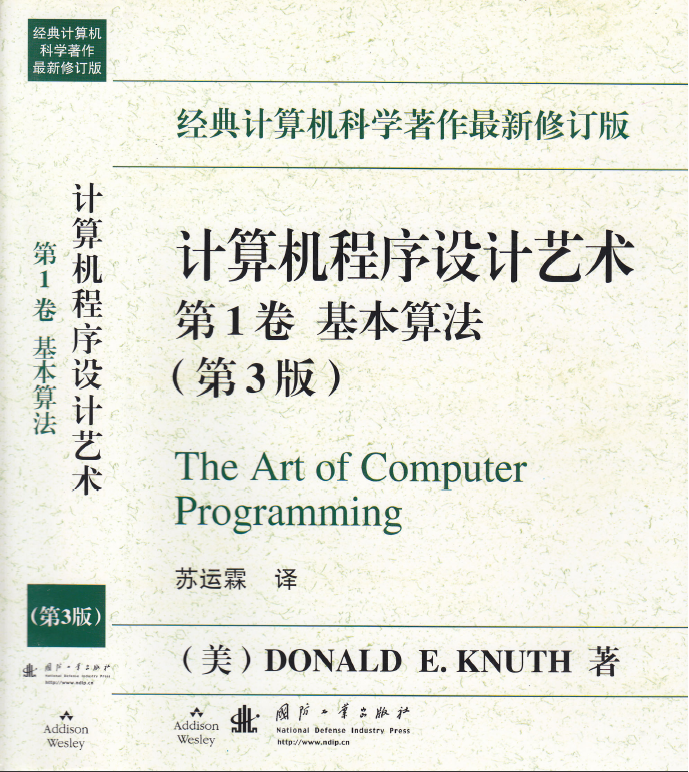 经典计算机
科学著作
最新修订版
计算机程序设计艺术
第1卷 基本算法
(第3版)
国防工业出版社
National Defense Industry Press
http://www.ndip.cn
Addison
Wesley
经典计算机科学著作最新修订版
计算机程序设计艺术
第1卷 基本算法
(第3版)
The Art of Computer
Programming
苏运霖 译
(美) DONALD E. KNUTH 著
Addison
Wesley
国防工业出版社
National Defense Industry Press
http://www.ndip.cn